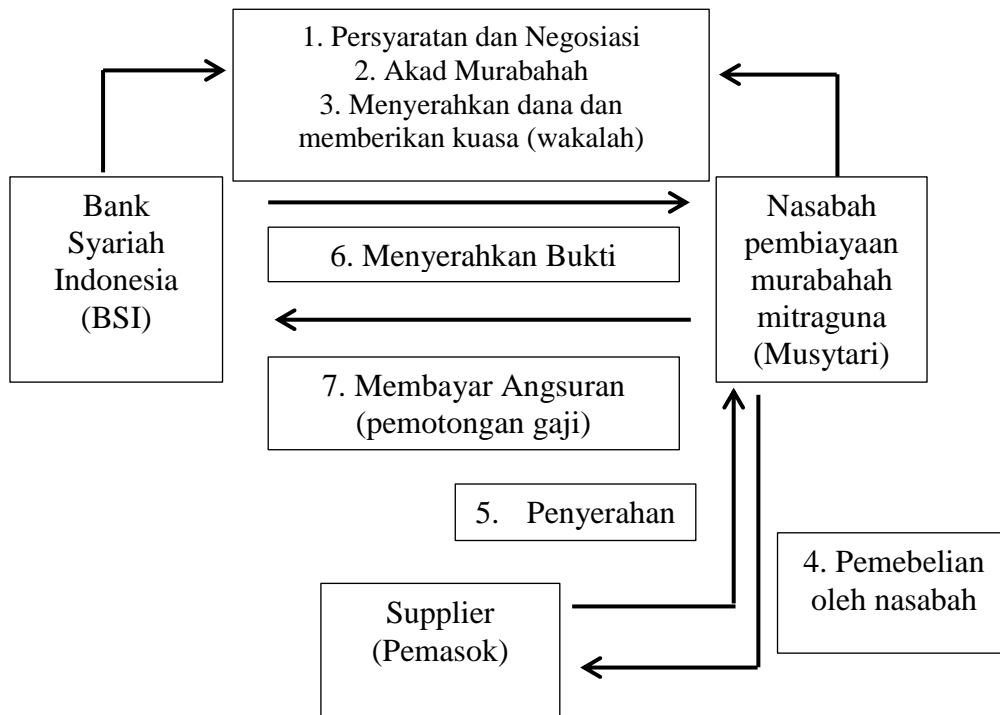 1. Persyaratan dan Negosiasi
2. Akad Murabahah
3. Menyerahkan dana dan
memberikan kuasa (wakalah)
Bank
Syariah
Indonesia
(BSI)
6. Menyerahkan Bukti
Nasabah
pembiayaan
murabahah
mitraguna
(Musytari)
7. Membayar Angsuran
(pemotongan gaji)
5. Penyerahan
4. Pemebelian
oleh nasabah
Supplier
(Pemasok)